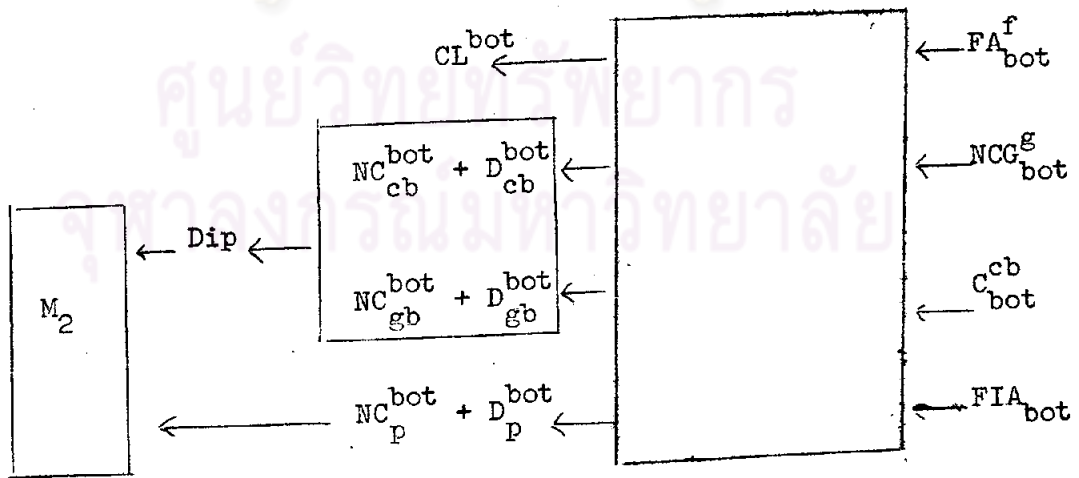 CL^bot
FA^f_bot
NC^bot_cb + D^bot_cb
NCG^g_bot
Dip
NC^bot_gb + D^bot_gb
C^cb_bot
M_2
NC^bot_p + D^bot_p
FIA_bot
ศูนย์วิทยทรัพยากร
จุฬาลงกรณ์มหาวิทยาลัย